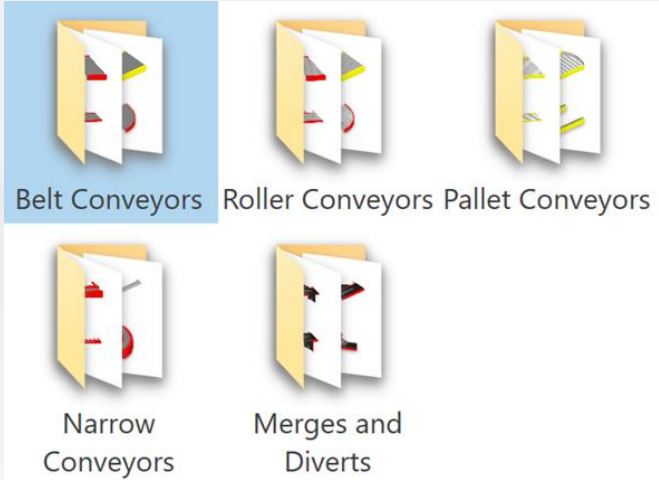 Belt Conveyors
Roller Conveyors
Pallet Conveyors
Narrow
Conveyors
Merges and
Diverts